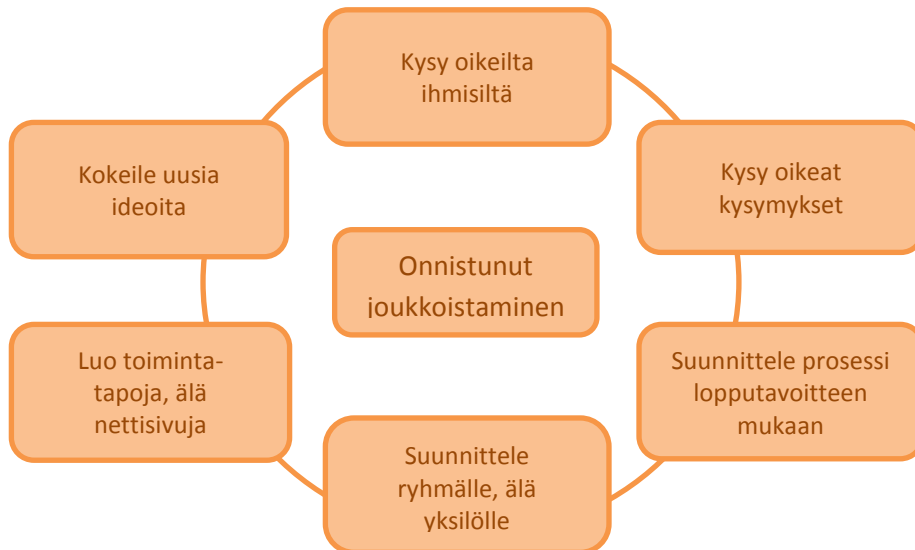 Kysy oikeilta
ihmisiltä
Kysy oikeat
kysymykset
Suunnittele prosessi
lopputavoitteen
mukaan
Suunnittele
ryhmälle, älä
yksilölle
Luo toiminta-
tapoja, älä
nettisivuja
Kokeile uusia
ideoita
Onnistunut
joukkoistaminen